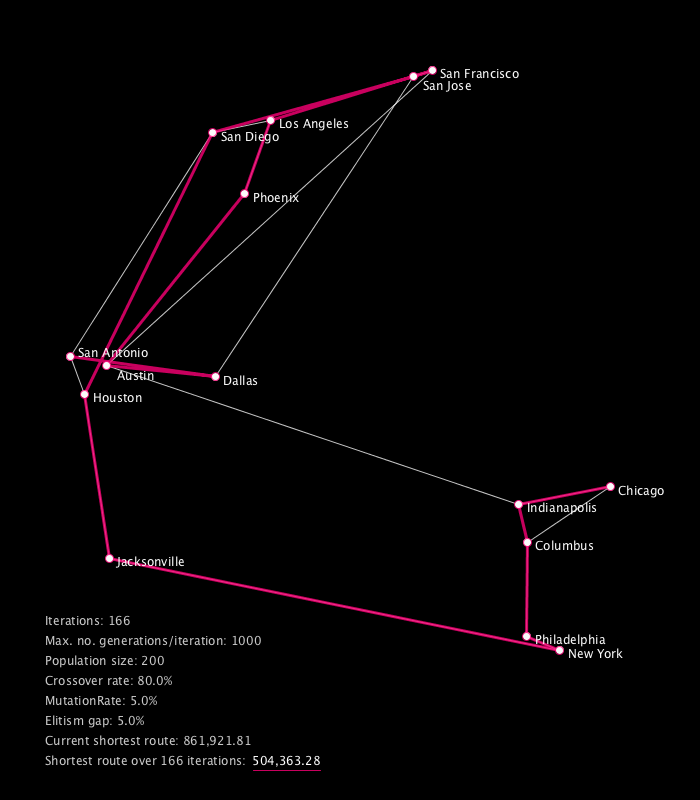 San Francisco
San Jose
Los Angeles
San Diego
Phoenix
San Antonio
Austin
Dallas
Houston
Chicago
Indianapolis
Columbus
Jacksonville
Philadelphia
New York
Iterations: 166
Max. no. generations/iteration: 1000
Population size: 200
Crossover rate: 80.0%
MutationRate: 5.0%
Elitism gap: 5.0%
Current shortest route: 861,921.81
Shortest route over 166 iterations: 504,363.28